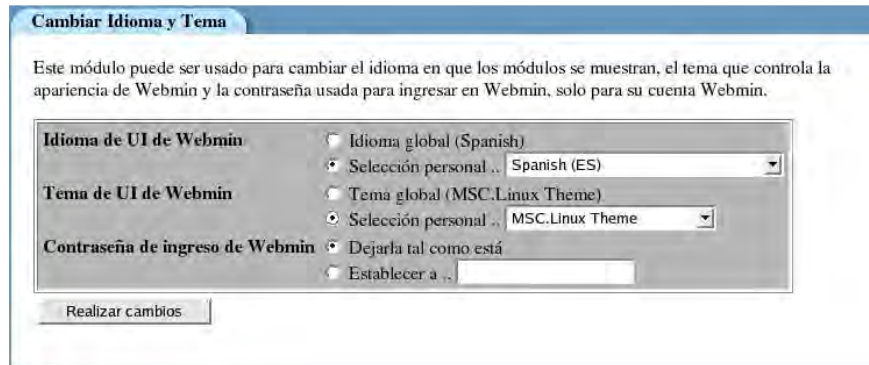 Cambiar Idioma y Tema
Este módulo puede ser usado para cambiar el idioma en que los módulos se muestran, el tema que controla la
apariencia de Webmin y la contraseña usada para ingresar en Webmin, solo para su cuenta Webmin.
Idioma de UI de Webmin Idioma global (Spanish)
Selección personal .. Spanish (ES)
Tema de UI de Webmin Tema global (MSC.Linux Theme)
Selección personal .. MSC.Linux Theme
Contraseña de ingreso de Webmin Dejarla tal como está
Establecer a ..
Realizar cambios